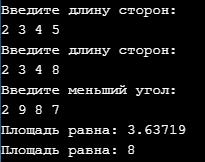 Введите длину сторон:
2 3 4 5
Введите длину сторон:
2 3 4 8
Введите меньший угол:
2 9 8 7
Площадь равна: 3.63719
Площадь равна: 8